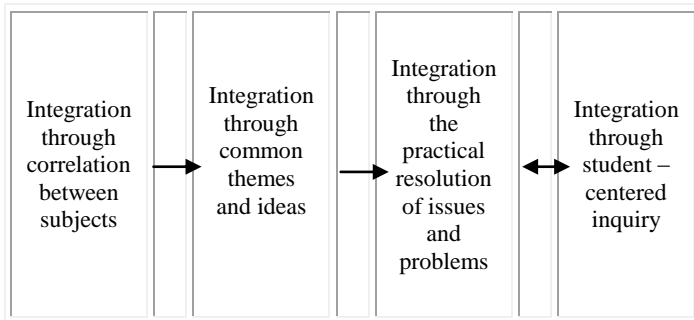 Integration
through
correlation
between
subjects
Integration
through
common
themes
and ideas
Integration
through
the
practical
resolution
of issues
and
problems
Integration
through
student –
centered
inquiry